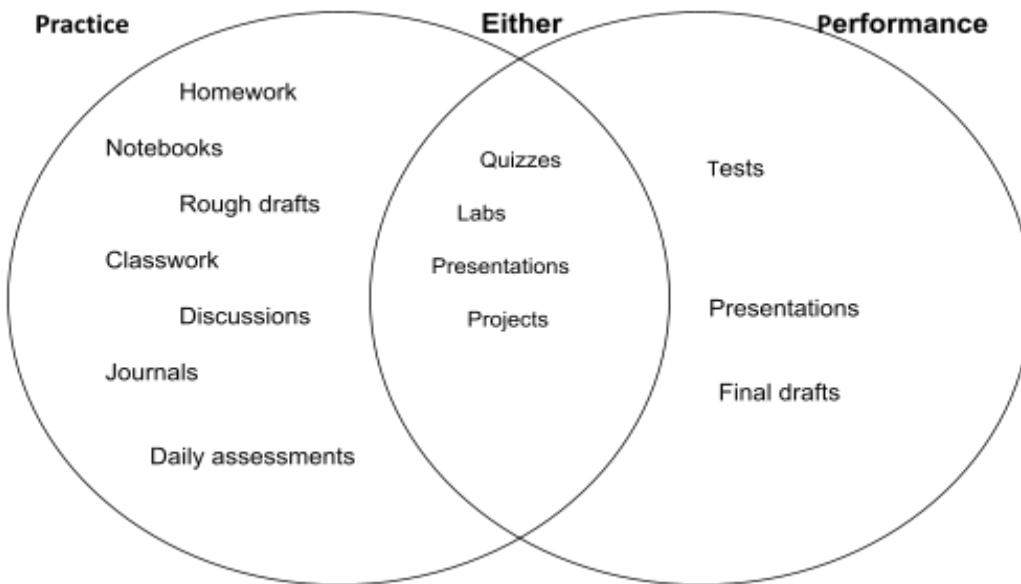 Practice
Either
Performance
Homework
Notebooks
Rough drafts
Classwork
Discussions
Journals
Daily assessments
Quizzes
Labs
Presentations
Projects
Tests
Presentations
Final drafts